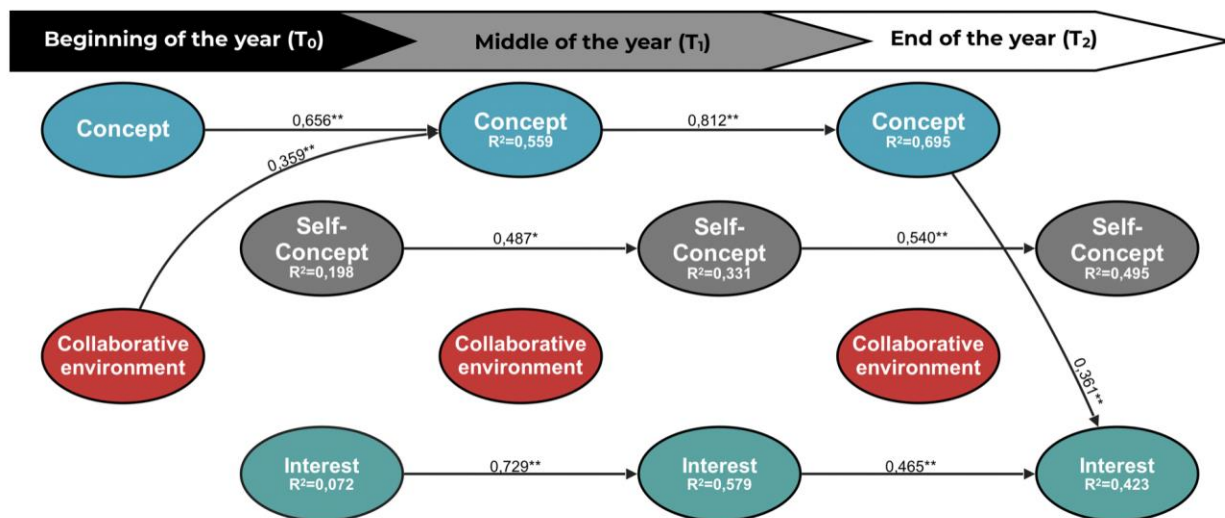 Beginning of the year (T₀)
Middle of the year (T₁)
End of the year (T₂)
Concept
0,656**
Concept
R²=0,559
0,812**
Concept
R²=0,695
0,359**
Self-
Concept
R²=0,198
0,487*
Self-
Concept
R²=0,331
0,540**
Self-
Concept
R²=0,495
Collaborative
environment
Collaborative
environment
Collaborative
environment
0,361**
Interest
R²=0,072
0,729**
Interest
R²=0,579
0,465**
Interest
R²=0,423